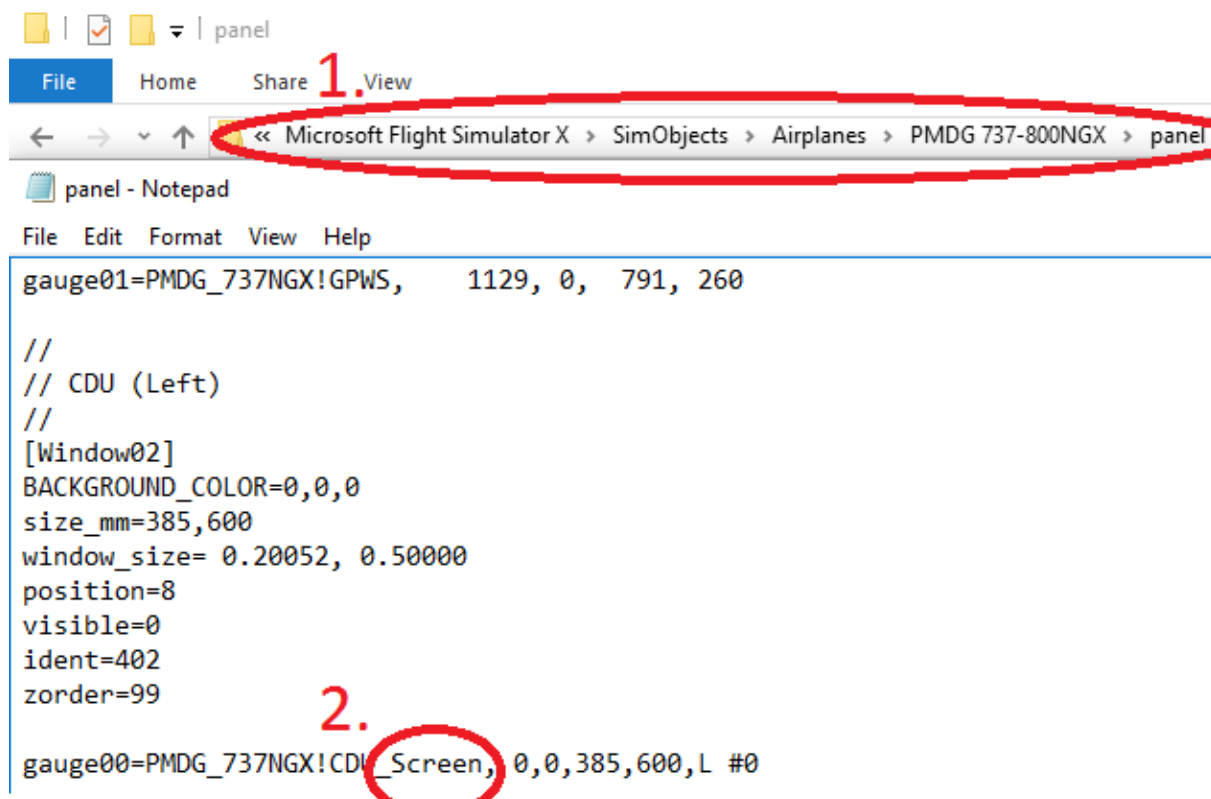 panel
File Home Share 1. View
« Microsoft Flight Simulator X > SimObjects > Airplanes > PMDG 737-800NGX > panel
panel - Notepad
File Edit Format View Help
gauge01=PMDG_737NGX!GPWS, 1129, 0, 791, 260
//
// CDU (Left)
//
[Window02]
BACKGROUND_COLOR=0,0,0
size_mm=385,600
window_size= 0.20052, 0.50000
position=8
visible=0
ident=402
zorder=99
2.
gauge00=PMDG_737NGX!CDU_Screen, 0,0,385,600,L #0